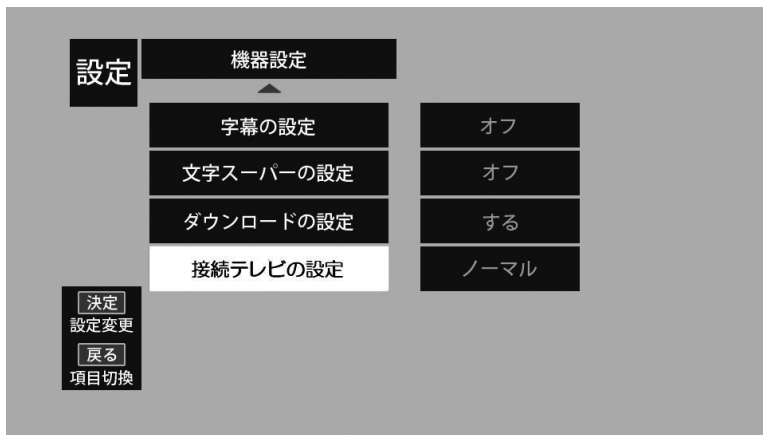 設定
機器設定
字幕の設定
オフ
文字スーパーの設定
オフ
ダウンロードの設定
する
接続テレビの設定
ノーマル
決定
設定変更
戻る
項目切換